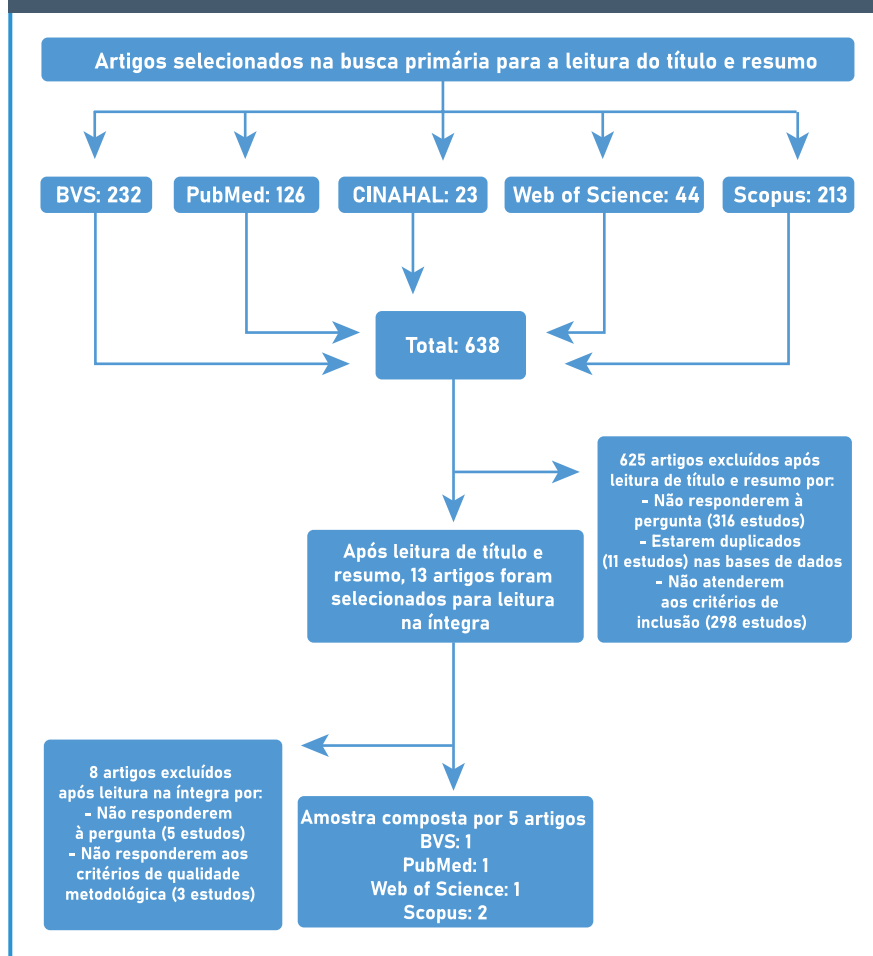 Artigos selecionados na busca primária para a leitura do título e resumo
BVS: 232
PubMed: 126
CINAHAL: 23
Web of Science: 44
Scopus: 213
Total: 638
625 artigos excluídos após
leitura de título e resumo por:
- Não responderem à
pergunta (316 estudos)
- Estarem duplicados
(11 estudos) nas bases de dados
- Não atenderem
aos critérios de
inclusão (298 estudos)
Após leitura de título e
resumo, 13 artigos foram
selecionados para leitura
na íntegra
8 artigos excluídos
após leitura na íntegra por:
- Não responderem
à pergunta (5 estudos)
- Não responderem aos
critérios de qualidade
metodológica (3 estudos)
Amostra composta por 5 artigos
BVS: 1
PubMed: 1
Web of Science: 1
Scopus: 2